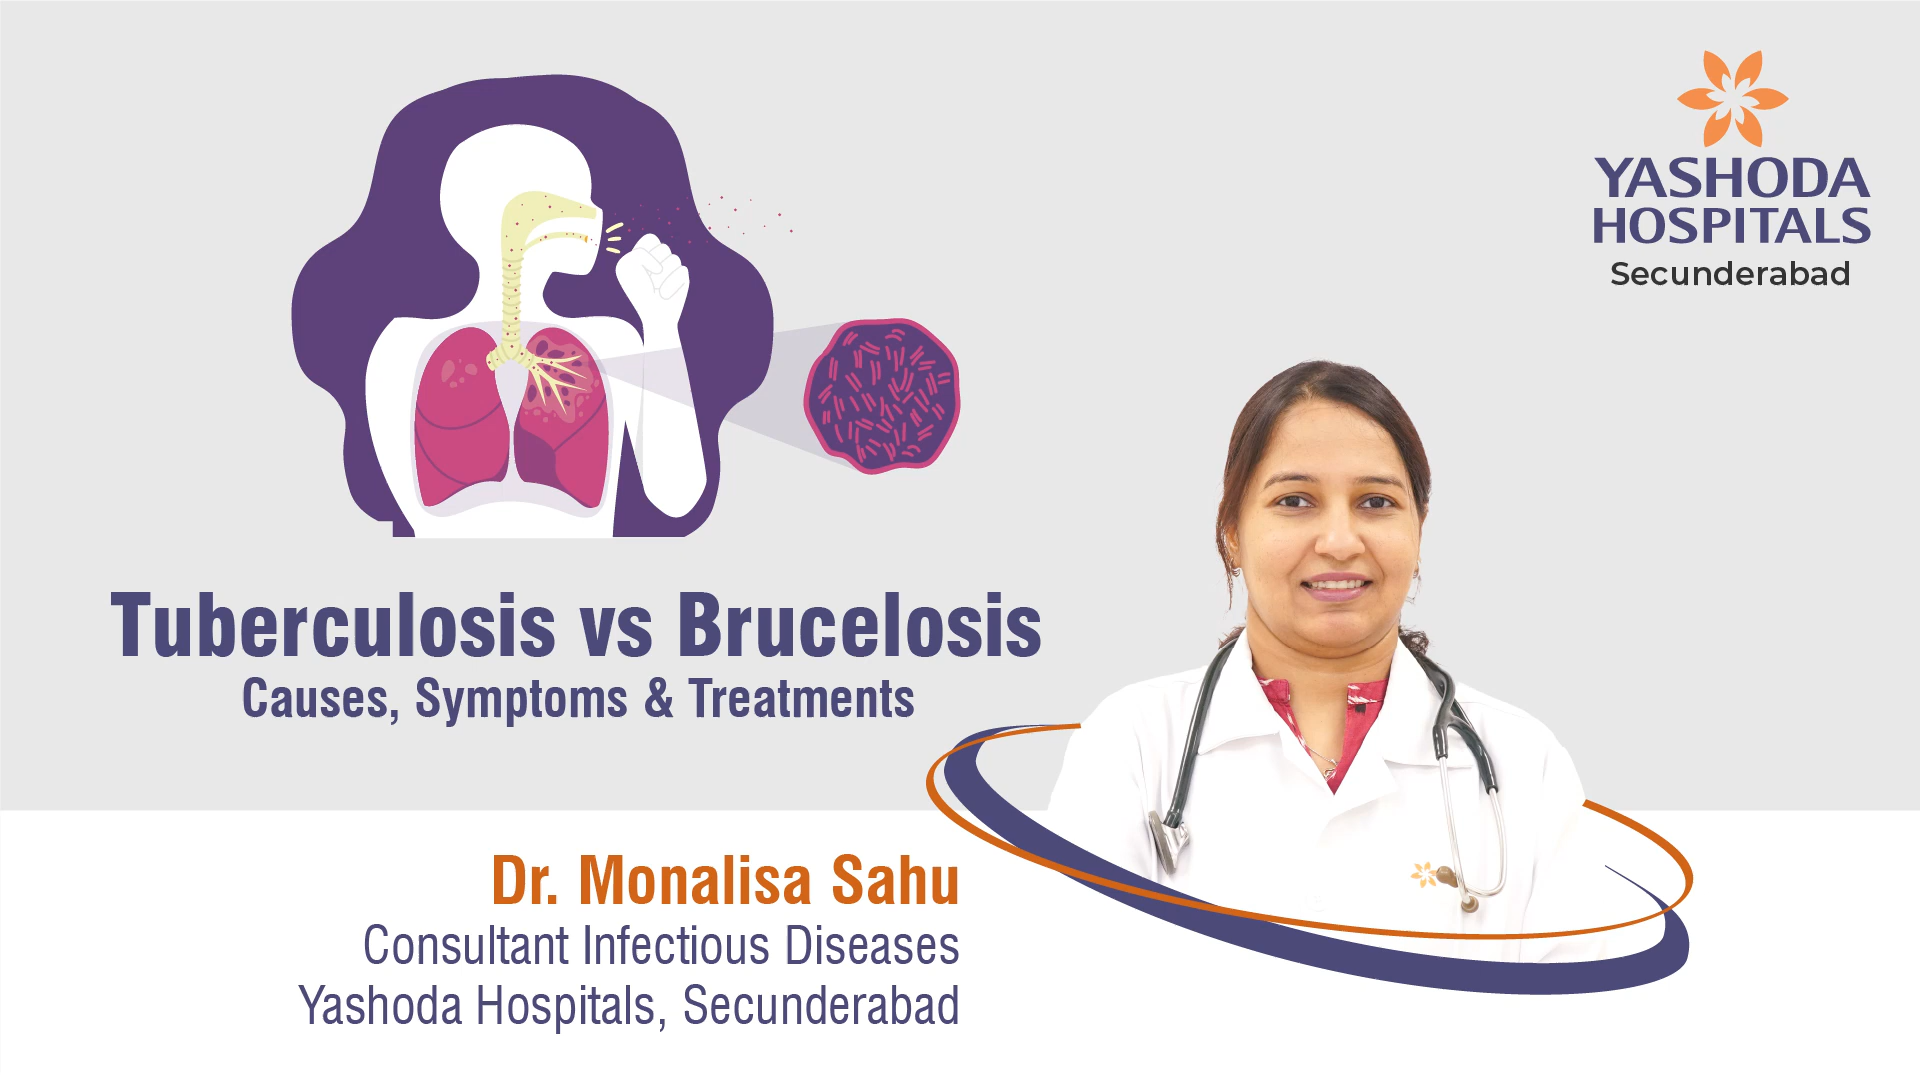 YASHODA
HOSPITALS
Secunderabad
Tuberculosis vs Brucelosis
Causes, Symptoms & Treatments
Dr. Monalisa Sahu
Consultant Infectious Diseases
Yashoda Hospitals, Secunderabad